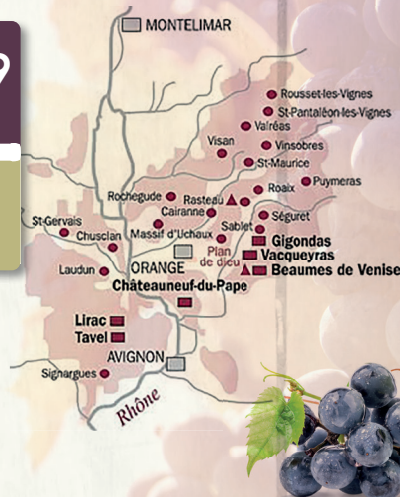 9
MONTELIMAR
Rousset-les-Vignes
St-Pantaléon-les-Vignes
Valréas
Visan
Vinsobres
St-Maurice
Puymeras
Roaix
Rochegude
Rasteau
Cairanne
Séguret
St-Gervais
Massif d'Uchaux
Sablet
Chusclan
Gigondas
Plan
de dieu
Vacqueyras
Laudun
ORANGE
Beaumes de Venise
Châteauneuf-du-Pape
Lirac
Tavel
AVIGNON
Signargues
Rhône